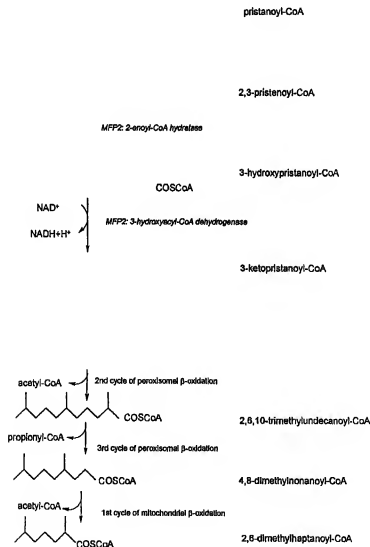 pristanoyl-CoA
2,3-pristenoyl-CoA
MFP2: 2-enoyl-CoA hydratase
3-hydroxypristanoyl-CoA
COSCoA
NAD⁺
MFP2: 3-hydroxyacyl-CoA dehydrogenase
NADH+H⁺
3-ketopristanoyl-CoA
acetyl-CoA
2nd cycle of peroxisomal β-oxidation
COSCoA
2,6,10-trimethylundecanoyl-CoA
propionyl-CoA
3rd cycle of peroxisomal β-oxidation
COSCoA
4,8-dimethylnonanoyl-CoA
acetyl-CoA
1st cycle of mitochondrial β-oxidation
COSCoA
2,6-dimethylheptanoyl-CoA